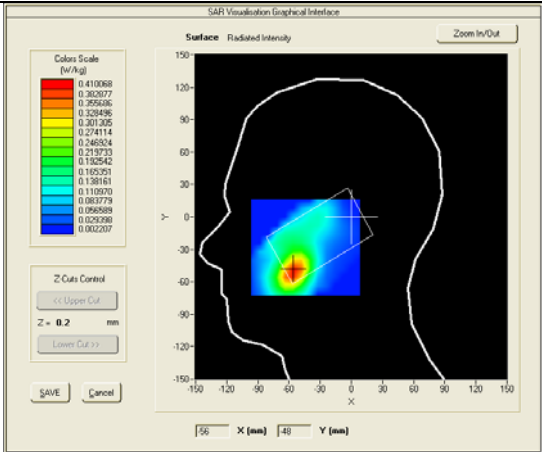 SAR Visualisation Graphical Interface
Surface Radiated Intensity
Zoom In/Out
Colors Scale
(W/kg)
0.410068
0.382877
0.355686
0.328496
0.301305
0.274114
0.246924
0.219733
0.192542
0.165351
0.138161
0.110970
0.083779
0.056589
0.029398
0.002207
Z-Cuts Control
<< Upper Cut
Z = 0.2 mm
Lower Cut >>
SAVE Cancel
150
120
90
60
30
Y 0
-30
-60
-90
-120
-150
-150 -120 -90 -60 -30 0 30 60 90 120 150
X
-56 X (mm) -48 Y (mm)